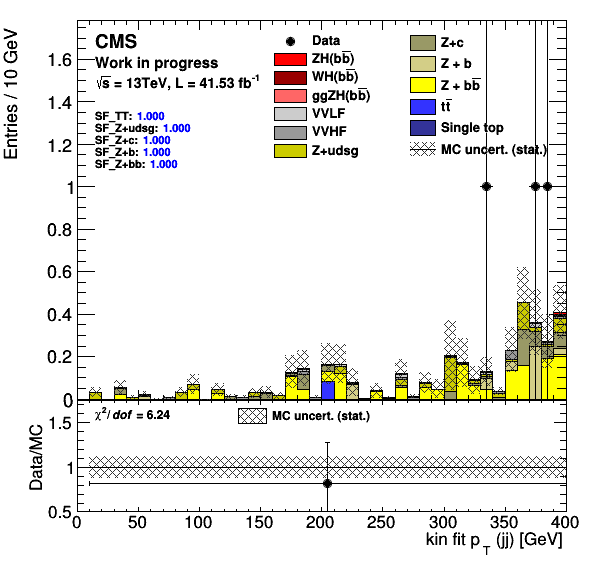 CMS
Work in progress
√s = 13TeV, L = 41.53 fb⁻¹
SF_TT: 1.000
SF_Z+udsg: 1.000
SF_Z+c: 1.000
SF_Z+b: 1.000
SF_Z+bb: 1.000
Data
ZH(bb̅)
WH(bb̅)
ggZH(bb̅)
VVLF
VVHF
Z+udsg
Z+c
Z + b
Z + bb̅
tt̅
Single top
MC uncert. (stat.)
Entries / 10 GeV
1.6
1.4
1.2
1
0.8
0.6
0.4
0.2
0
χ²/dof = 6.24
MC uncert. (stat.)
Data/MC
1.5
1
0.5
0 50 100 150 200 250 300 350 400
kin fit p_T (jj) [GeV]